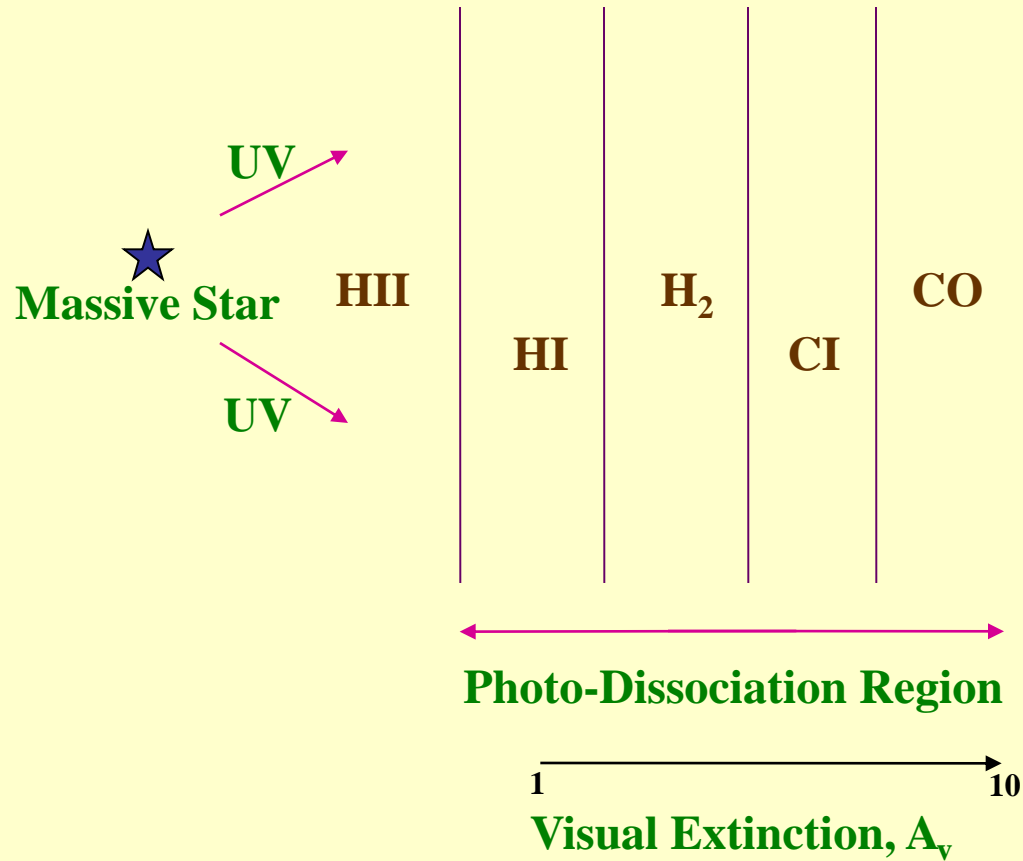 UV
Massive Star
HII
H₂
CO
HI
CI
UV
Photo-Dissociation Region
1
10
Visual Extinction, Aᵥ